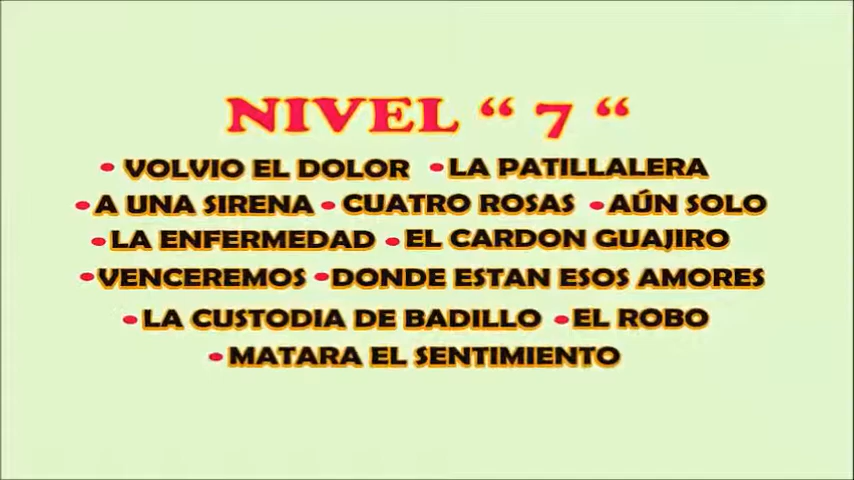 NIVEL “ 7 “
• VOLVIO EL DOLOR • LA PATILLALERA
• A UNA SIRENA • CUATRO ROSAS • AÚN SOLO
• LA ENFERMEDAD • EL CARDON GUAJIRO
• VENCEREMOS • DONDE ESTAN ESOS AMORES
• LA CUSTODIA DE BADILLO • EL ROBO
• MATARA EL SENTIMIENTO